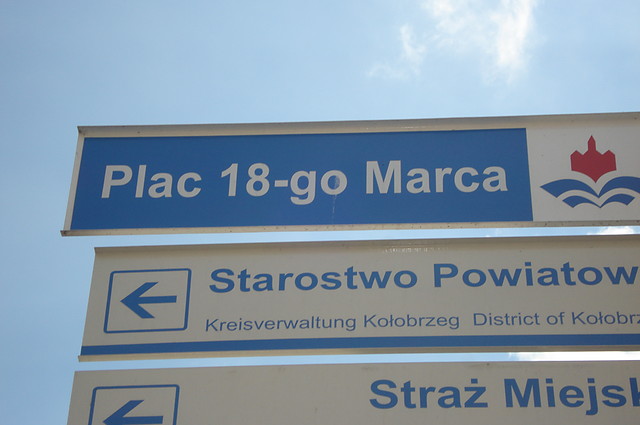 Plac 18-go Marca
Starostwo Powiatow
Kreisverwaltung Kołobrzeg District of Kołobrz
Straż Miejsk